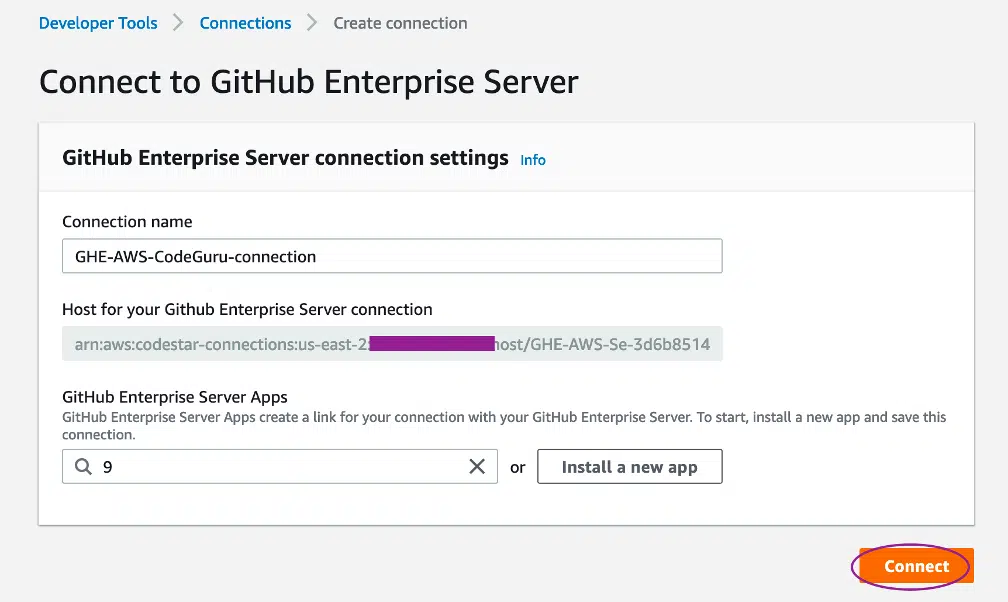 Developer Tools > Connections > Create connection
Connect to GitHub Enterprise Server
GitHub Enterprise Server connection settings Info
Connection name
GHE-AWS-CodeGuru-connection
Host for your Github Enterprise Server connection
arn:aws:codestar-connections:us-east-2: host/GHE-AWS-Se-3d6b8514
GitHub Enterprise Server Apps
GitHub Enterprise Server Apps create a link for your connection with your GitHub Enterprise Server. To start, install a new app and save this
connection.
9 or Install a new app
Connect